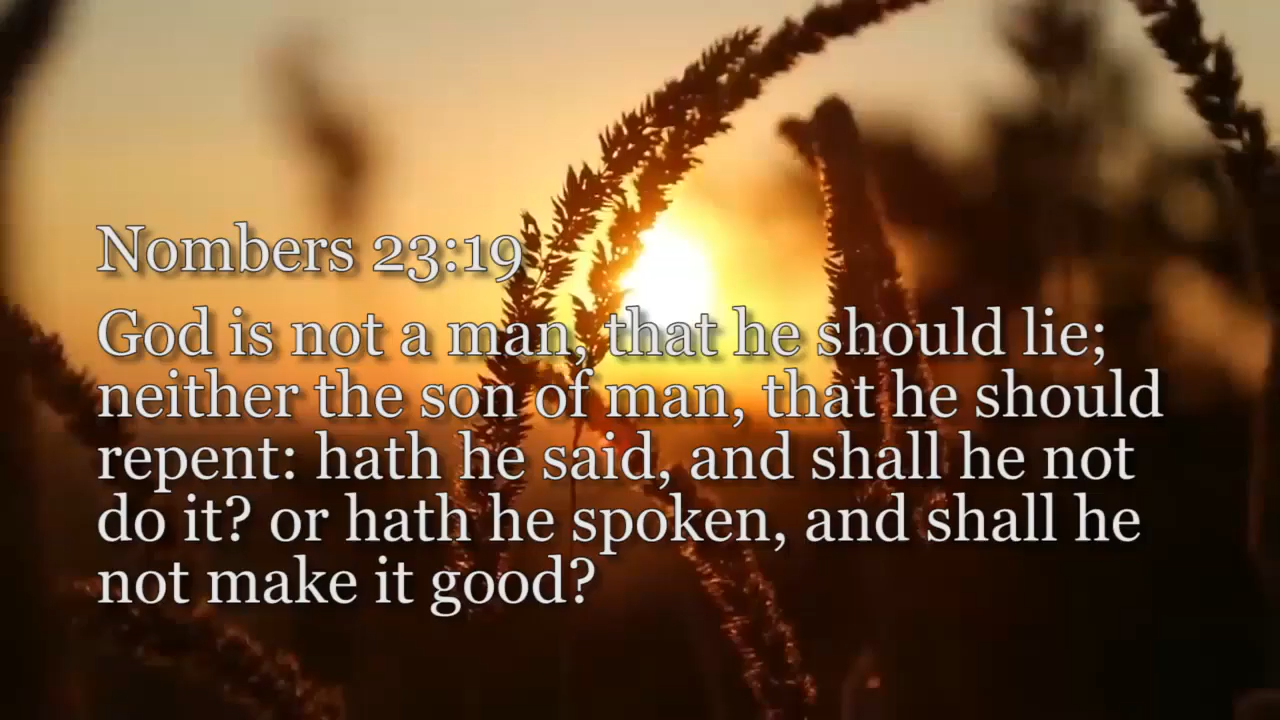 Nombers 23:19
God is not a man, that he should lie;
neither the son of man, that he should
repent: hath he said, and shall he not
do it? or hath he spoken, and shall he
not make it good?